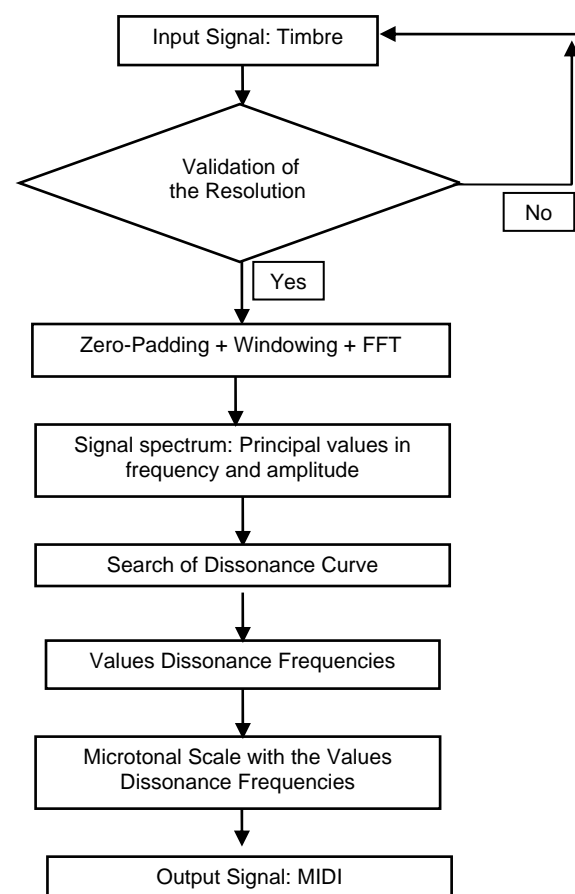 Input Signal: Timbre
Validation of
the Resolution
No
Yes
Zero-Padding + Windowing + FFT
Signal spectrum: Principal values in
frequency and amplitude
Search of Dissonance Curve
Values Dissonance Frequencies
Microtonal Scale with the Values
Dissonance Frequencies
Output Signal: MIDI